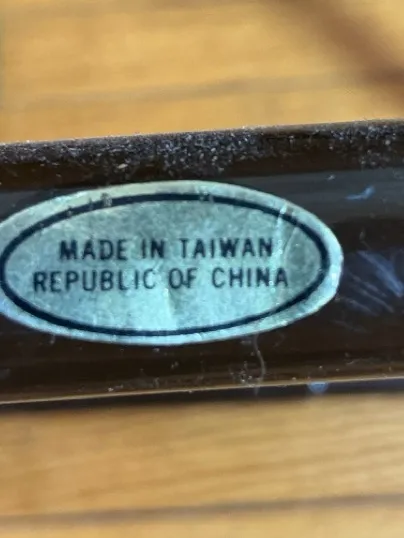 MADE IN TAIWAN
REPUBLIC OF CHINA